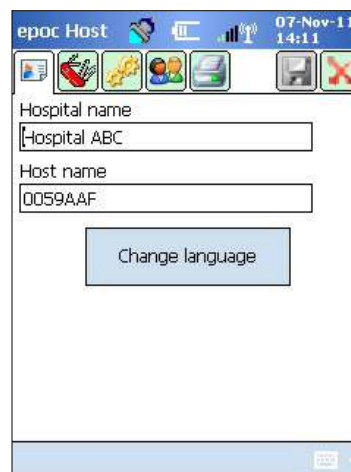 epoc Host
07-Nov-11
14:11
Hospital name
Hospital ABC
Host name
0059AAF
Change language